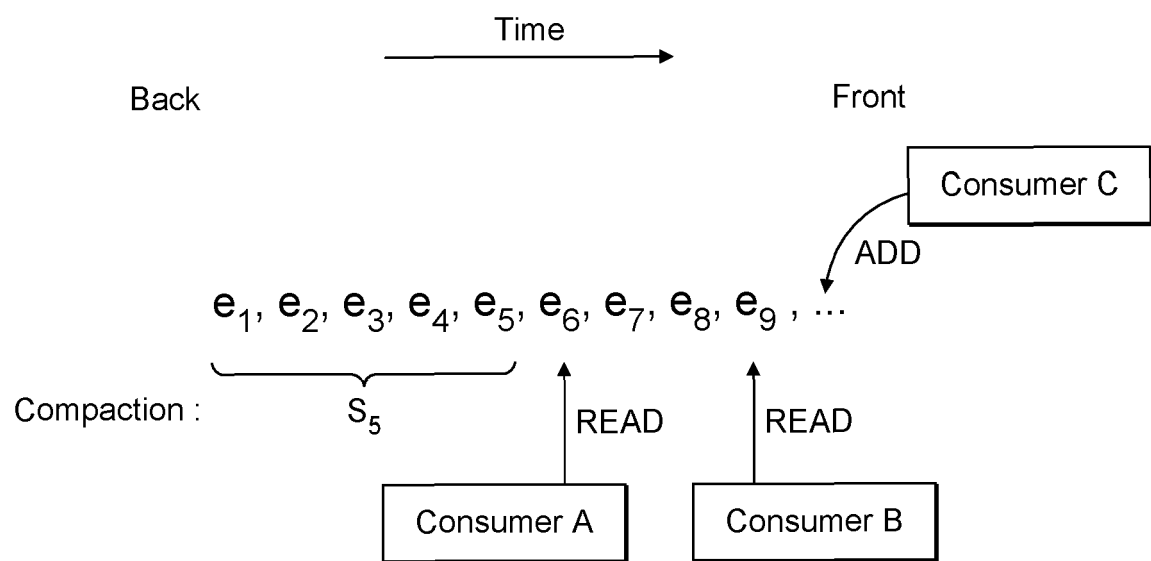 Time
Back
Front
Consumer C
ADD
e₁, e₂, e₃, e₄, e₅, e₆, e₇, e₈, e₉ , ...
Compaction :
S₅
READ
READ
Consumer A
Consumer B